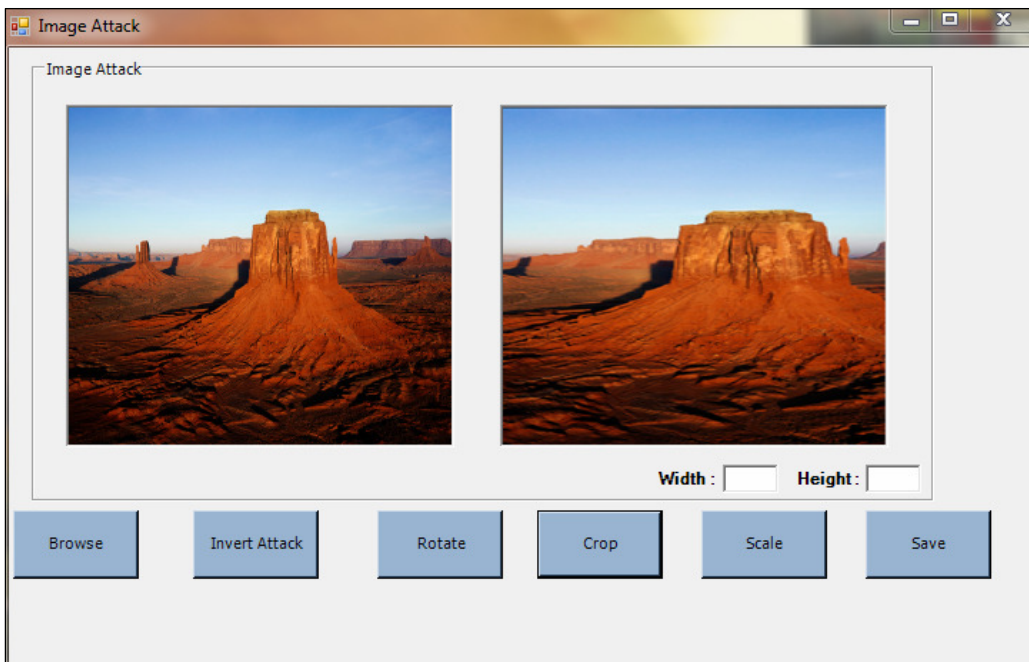 Image Attack
Image Attack
Width : Height :
Browse Invert Attack Rotate Crop Scale Save